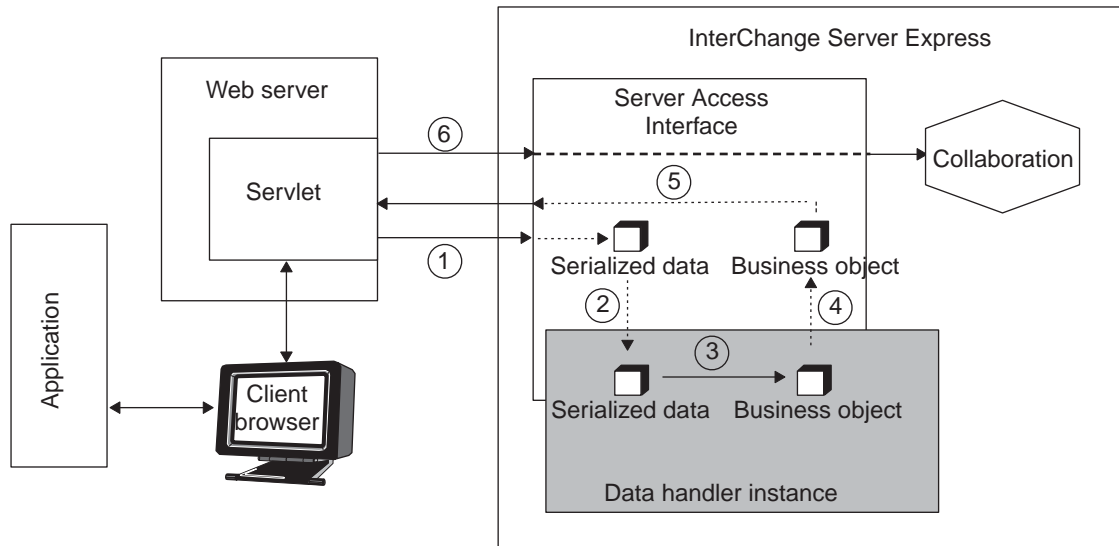 InterChange Server Express
Web server
Server Access
Interface
6
Collaboration
Servlet
5
1
Serialized data
Business object
2
4
Application
Client
browser
3
Serialized data
Business object
Data handler instance